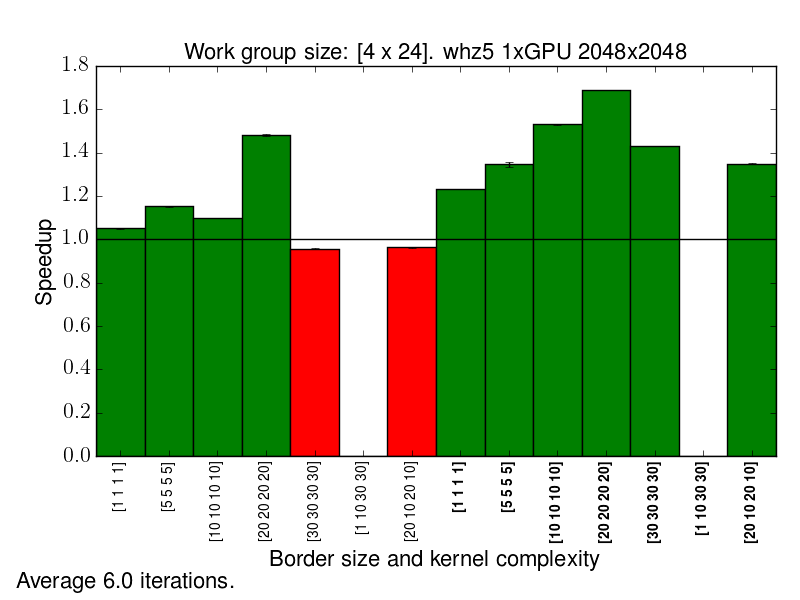 Work group size: [4 x 24]. whz5 1xGPU 2048x2048
1.8
1.6
1.4
1.2
1.0
0.8
0.6
0.4
0.2
0.0
Speedup
[1 1 1 1]
[5 5 5 5]
[10 10 10 10]
[20 20 20 20]
[30 30 30 30]
[1 10 30 30]
[20 10 20 10]
[1 1 1 1]
[5 5 5 5]
[10 10 10 10]
[20 20 20 20]
[30 30 30 30]
[1 10 30 30]
[20 10 20 10]
Border size and kernel complexity
Average 6.0 iterations.